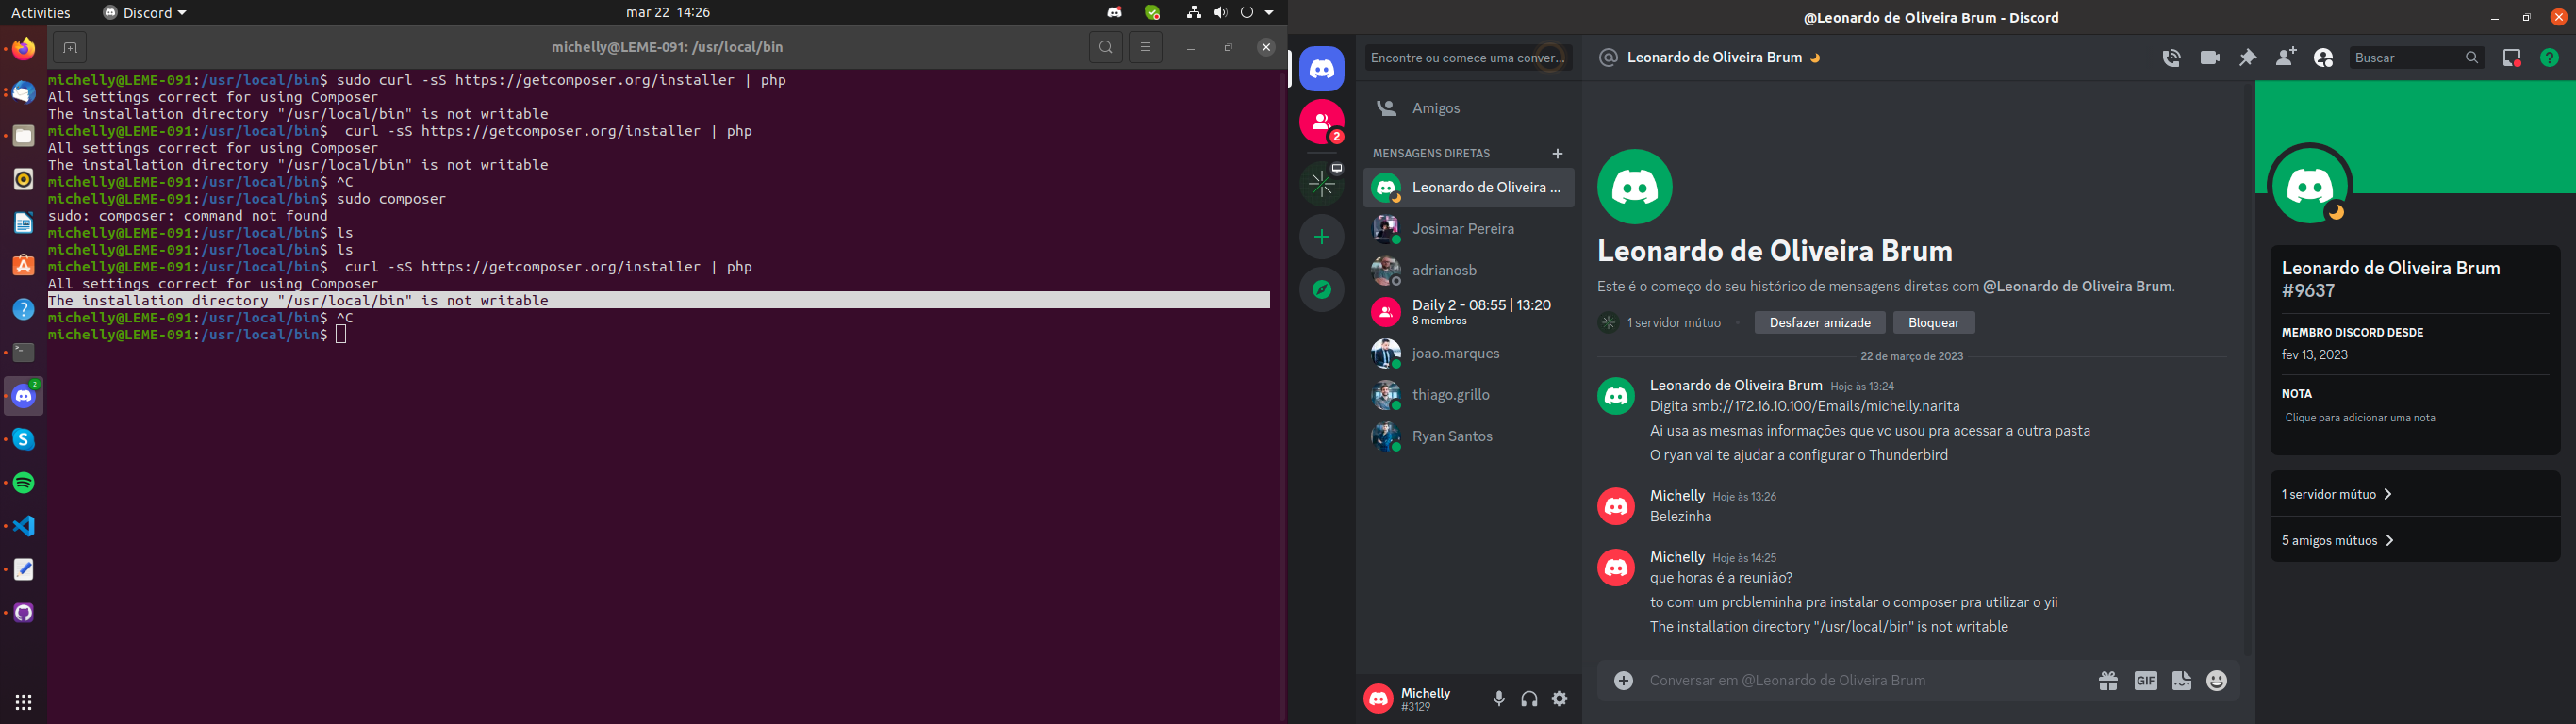 Activities
Discord
mar 22 14:26
michelly@LEME-091: /usr/local/bin
michelly@LEME-091:/usr/local/bin$ sudo curl -sS https://getcomposer.org/installer | php
All settings correct for using Composer
The installation directory "/usr/local/bin" is not writable
michelly@LEME-091:/usr/local/bin$  curl -sS https://getcomposer.org/installer | php
All settings correct for using Composer
The installation directory "/usr/local/bin" is not writable
michelly@LEME-091:/usr/local/bin$ ^C
michelly@LEME-091:/usr/local/bin$ sudo composer
sudo: composer: command not found
michelly@LEME-091:/usr/local/bin$ ls
michelly@LEME-091:/usr/local/bin$ ls
michelly@LEME-091:/usr/local/bin$  curl -sS https://getcomposer.org/installer | php
All settings correct for using Composer
The installation directory "/usr/local/bin" is not writable
michelly@LEME-091:/usr/local/bin$ ^C
michelly@LEME-091:/usr/local/bin$
2
@Leonardo de Oliveira Brum - Discord
2
Encontre ou comece uma conver...
Amigos
MENSAGENS DIRETAS
Leonardo de Oliveira ...
Josimar Pereira
adrianosb
Daily 2 - 08:55 | 13:20
8 membros
joao.marques
thiago.grillo
Ryan Santos
Michelly
#3129
Leonardo de Oliveira Brum
Buscar
Leonardo de Oliveira Brum
Este é o começo do seu histórico de mensagens diretas com @Leonardo de Oliveira Brum.
1 servidor mútuo
Desfazer amizade
Bloquear
22 de março de 2023
Leonardo de Oliveira Brum Hoje às 13:24
Digita smb://172.16.10.100/Emails/michelly.narita
Ai usa as mesmas informações que vc usou pra acessar a outra pasta
O ryan vai te ajudar a configurar o Thunderbird
Michelly Hoje às 13:26
Belezinha
Michelly Hoje às 14:25
que horas é a reunião?
to com um probleminha pra instalar o composer pra utilizar o yii
The installation directory "/usr/local/bin" is not writable
Conversar em @Leonardo de Oliveira Brum
GIF
Leonardo de Oliveira Brum
#9637
MEMBRO DISCORD DESDE
fev 13, 2023
NOTA
Clique para adicionar uma nota
1 servidor mútuo
5 amigos mútuos